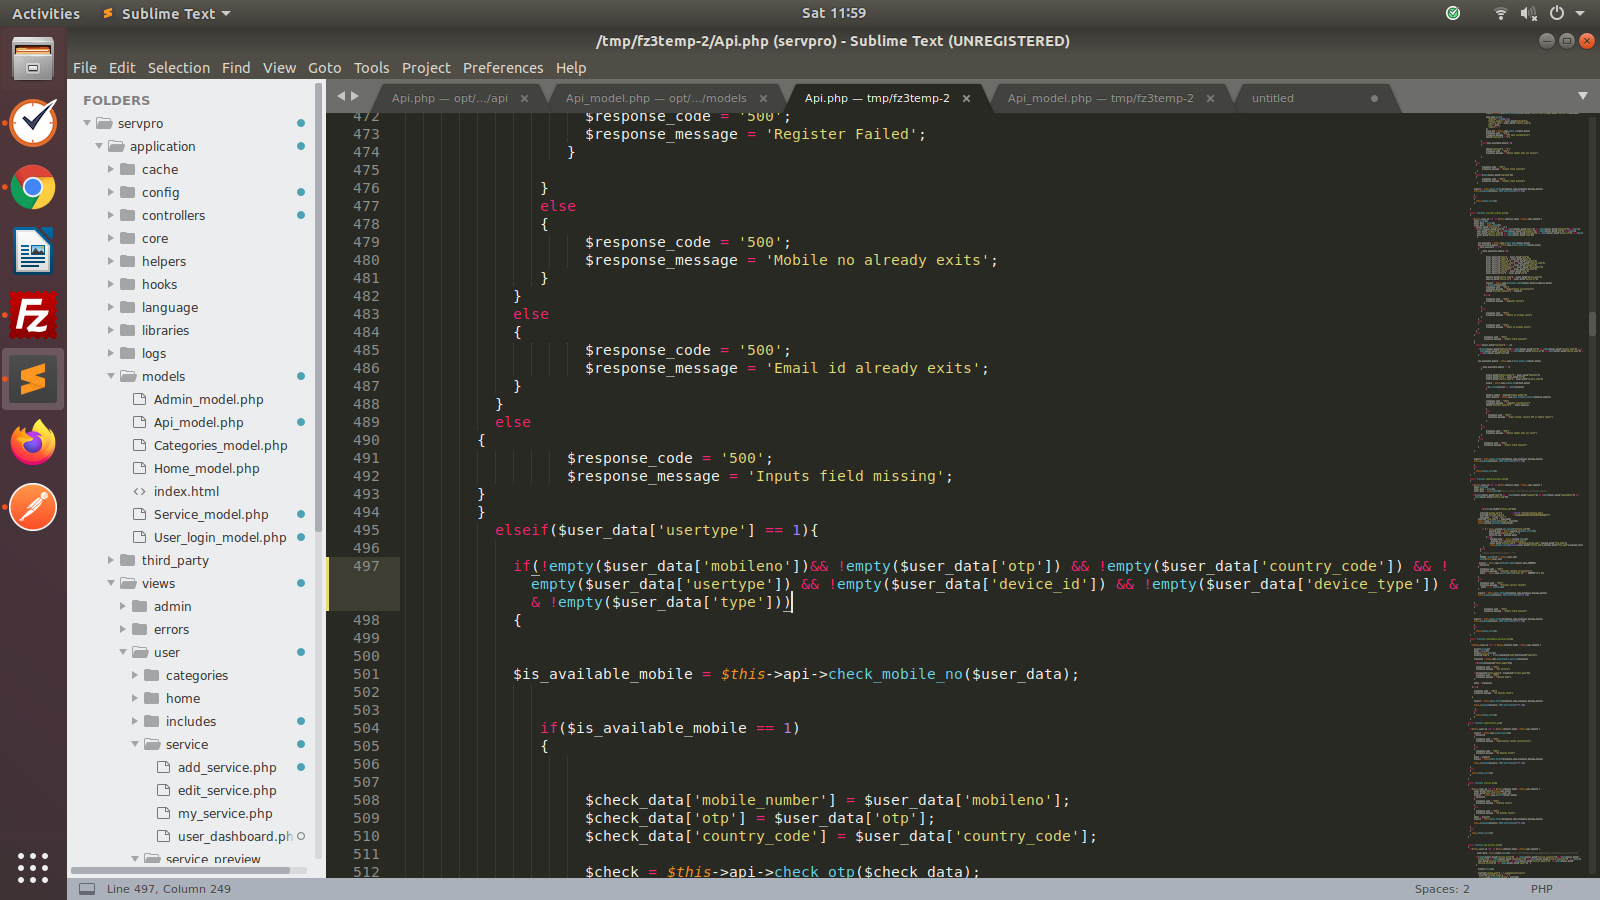 Activities
Sublime Text
Sat 11:59
/tmp/fz3temp-2/Api.php (servpro) - Sublime Text (UNREGISTERED)
File Edit Selection Find View Goto Tools Project Preferences Help
FOLDERS
servpro
application
cache
config
controllers
core
helpers
hooks
language
libraries
logs
models
Admin_model.php
Api_model.php
Categories_model.php
Home_model.php
index.html
Service_model.php
User_login_model.php
third_party
views
admin
errors
user
categories
home
includes
service
add_service.php
edit_service.php
my_service.php
user_dashboard.ph
service_preview
Api.php — opt/.../api
Api_model.php — opt/.../models
Api.php — tmp/fz3temp-2
Api_model.php — tmp/fz3temp-2
untitled
472 $response_code = '500';
473 $response_message = 'Register Failed';
474 }
475
476 }
477 else
478 {
479 $response_code = '500';
480 $response_message = 'Mobile no already exits';
481 }
482 }
483 else
484 {
485 $response_code = '500';
486 $response_message = 'Email id already exits';
487 }
488 }
489 else
490 {
491 $response_code = '500';
492 $response_message = 'Inputs field missing';
493 }
494 }
495 elseif($user_data['usertype'] == 1){
496
497 if(!empty($user_data['mobileno'])&& !empty($user_data['otp']) && !empty($user_data['country_code']) && !
empty($user_data['usertype']) && !empty($user_data['device_id']) && !empty($user_data['device_type']) &
& !empty($user_data['type']))
498 {
499
500
501 $is_available_mobile = $this->api->check_mobile_no($user_data);
502
503
504 if($is_available_mobile == 1)
505 {
506
507
508 $check_data['mobile_number'] = $user_data['mobileno'];
509 $check_data['otp'] = $user_data['otp'];
510 $check_data['country_code'] = $user_data['country_code'];
511
512 $check = $this->api->check_otp($check_data);
Line 497, Column 249
Spaces: 2
PHP